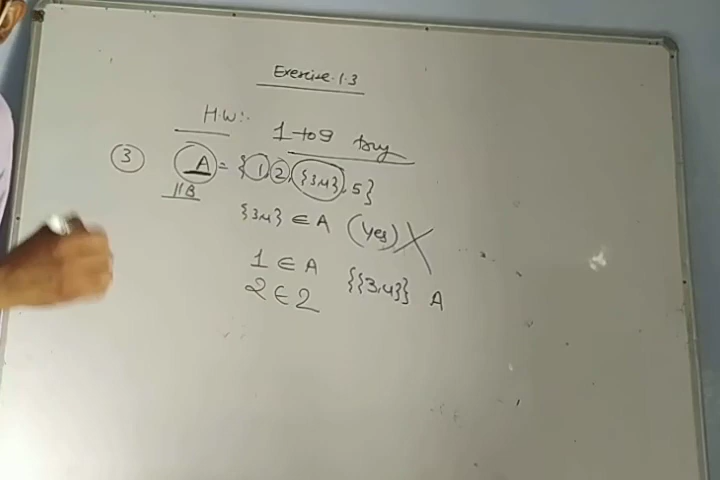 Exercise 1.3
H.W:-
1 to 9 try
③ A = {1, 2, {3,4}, 5}
11B
{3,4} ∈ A (Yes) X
1 ∈ A
{{3,4}} A
2 ∈ 2